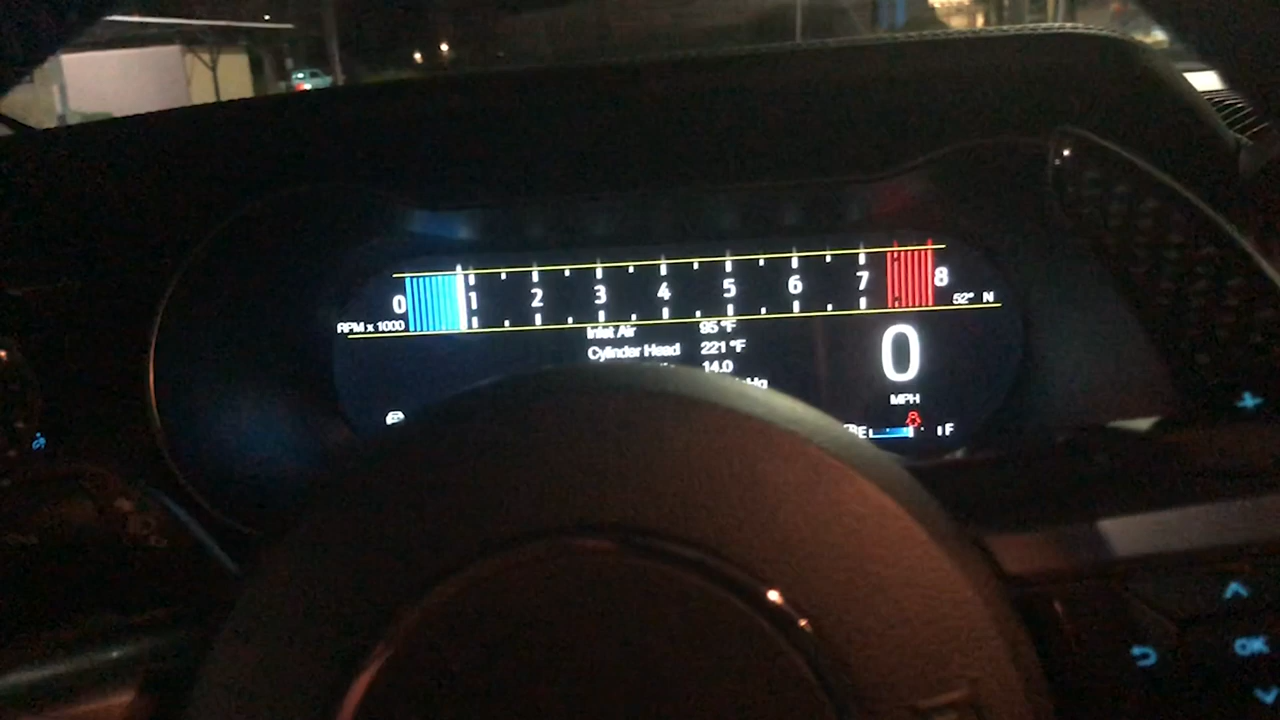 0 1 2 3 4 5 6 7 8
RPM x 1000
52° N
Inlet Air 95 °F
Cylinder Head 221 °F
14.0
Hg
0
MPH
E F
OK